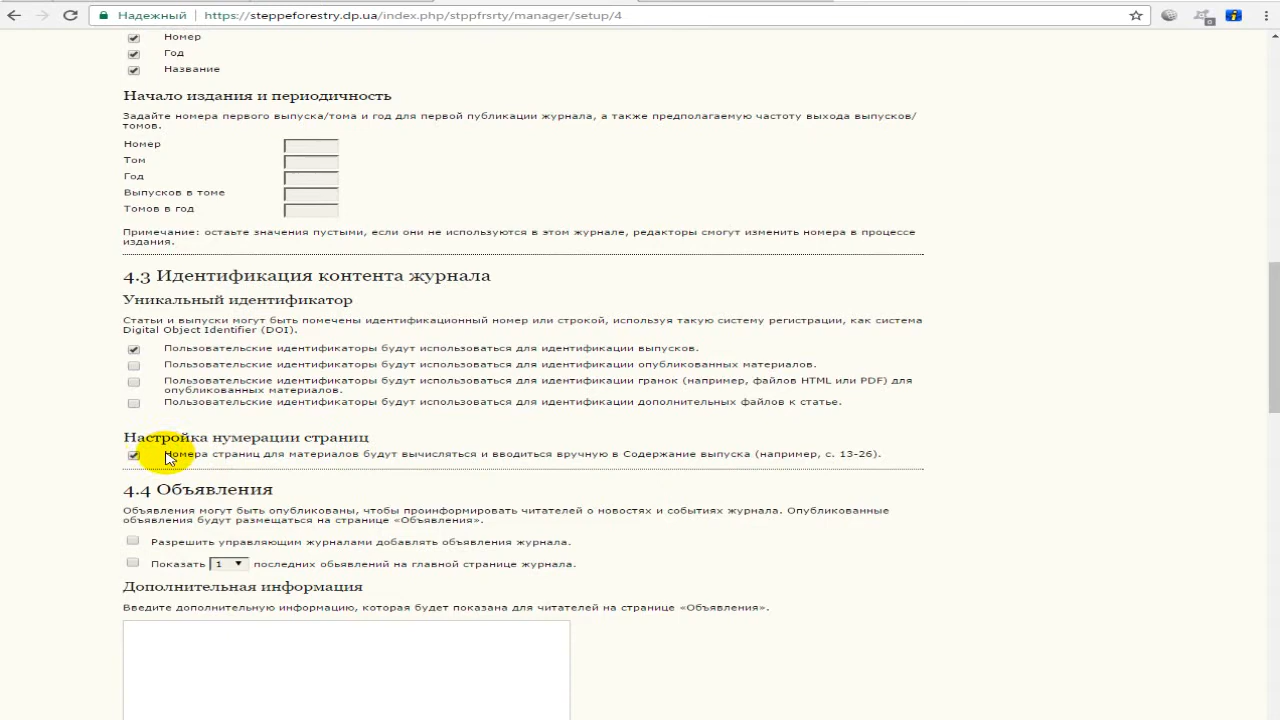 Надежный
https://steppeforestry.dp.ua/index.php/stppfrsrty/manager/setup/4
Номер
Год
Название
Начало издания и периодичность
Задайте номера первого выпуска/тома и год для первой публикации журнала, а также предполагаемую частоту выхода выпусков/
томов.
Номер
Том
Год
Выпусков в томе
Томов в год
Примечание: остаьте значения пустыми, если они не используются в этом журнале, редакторы смогут изменить номера в процессе
издания.
4.3 Идентификация контента журнала
Уникальный идентификатор
Статьи и выпуски могут быть помечены идентификационный номер или строкой, используя такую систему регистрации, как система
Digital Object Identifier (DOI).
Пользовательские идентификаторы будут использоваться для идентификации выпусков.
Пользовательские идентификаторы будут использоваться для идентификации опубликованных материалов.
Пользовательские идентификаторы будут использоваться для идентификации гранок (например, файлов HTML или PDF) для
опубликованных материалов.
Пользовательские идентификаторы будут использоваться для идентификации дополнительных файлов к статье.
Настройка нумерации страниц
Номера страниц для материалов будут вычисляться и вводиться вручную в Содержание выпуска (например, с. 13-26).
4.4 Объявления
Объявления могут быть опубликованы, чтобы проинформировать читателей о новостях и событиях журнала. Опубликованные
объявления будут размещаться на странице «Объявления».
Разрешить управляющим журналами добавлять объявления журнала.
Показать 1 последних обьявлений на главной странице журнала.
Дополнительная информация
Введите дополнительную информацию, которая будет показана для читателей на странице «Объявления».